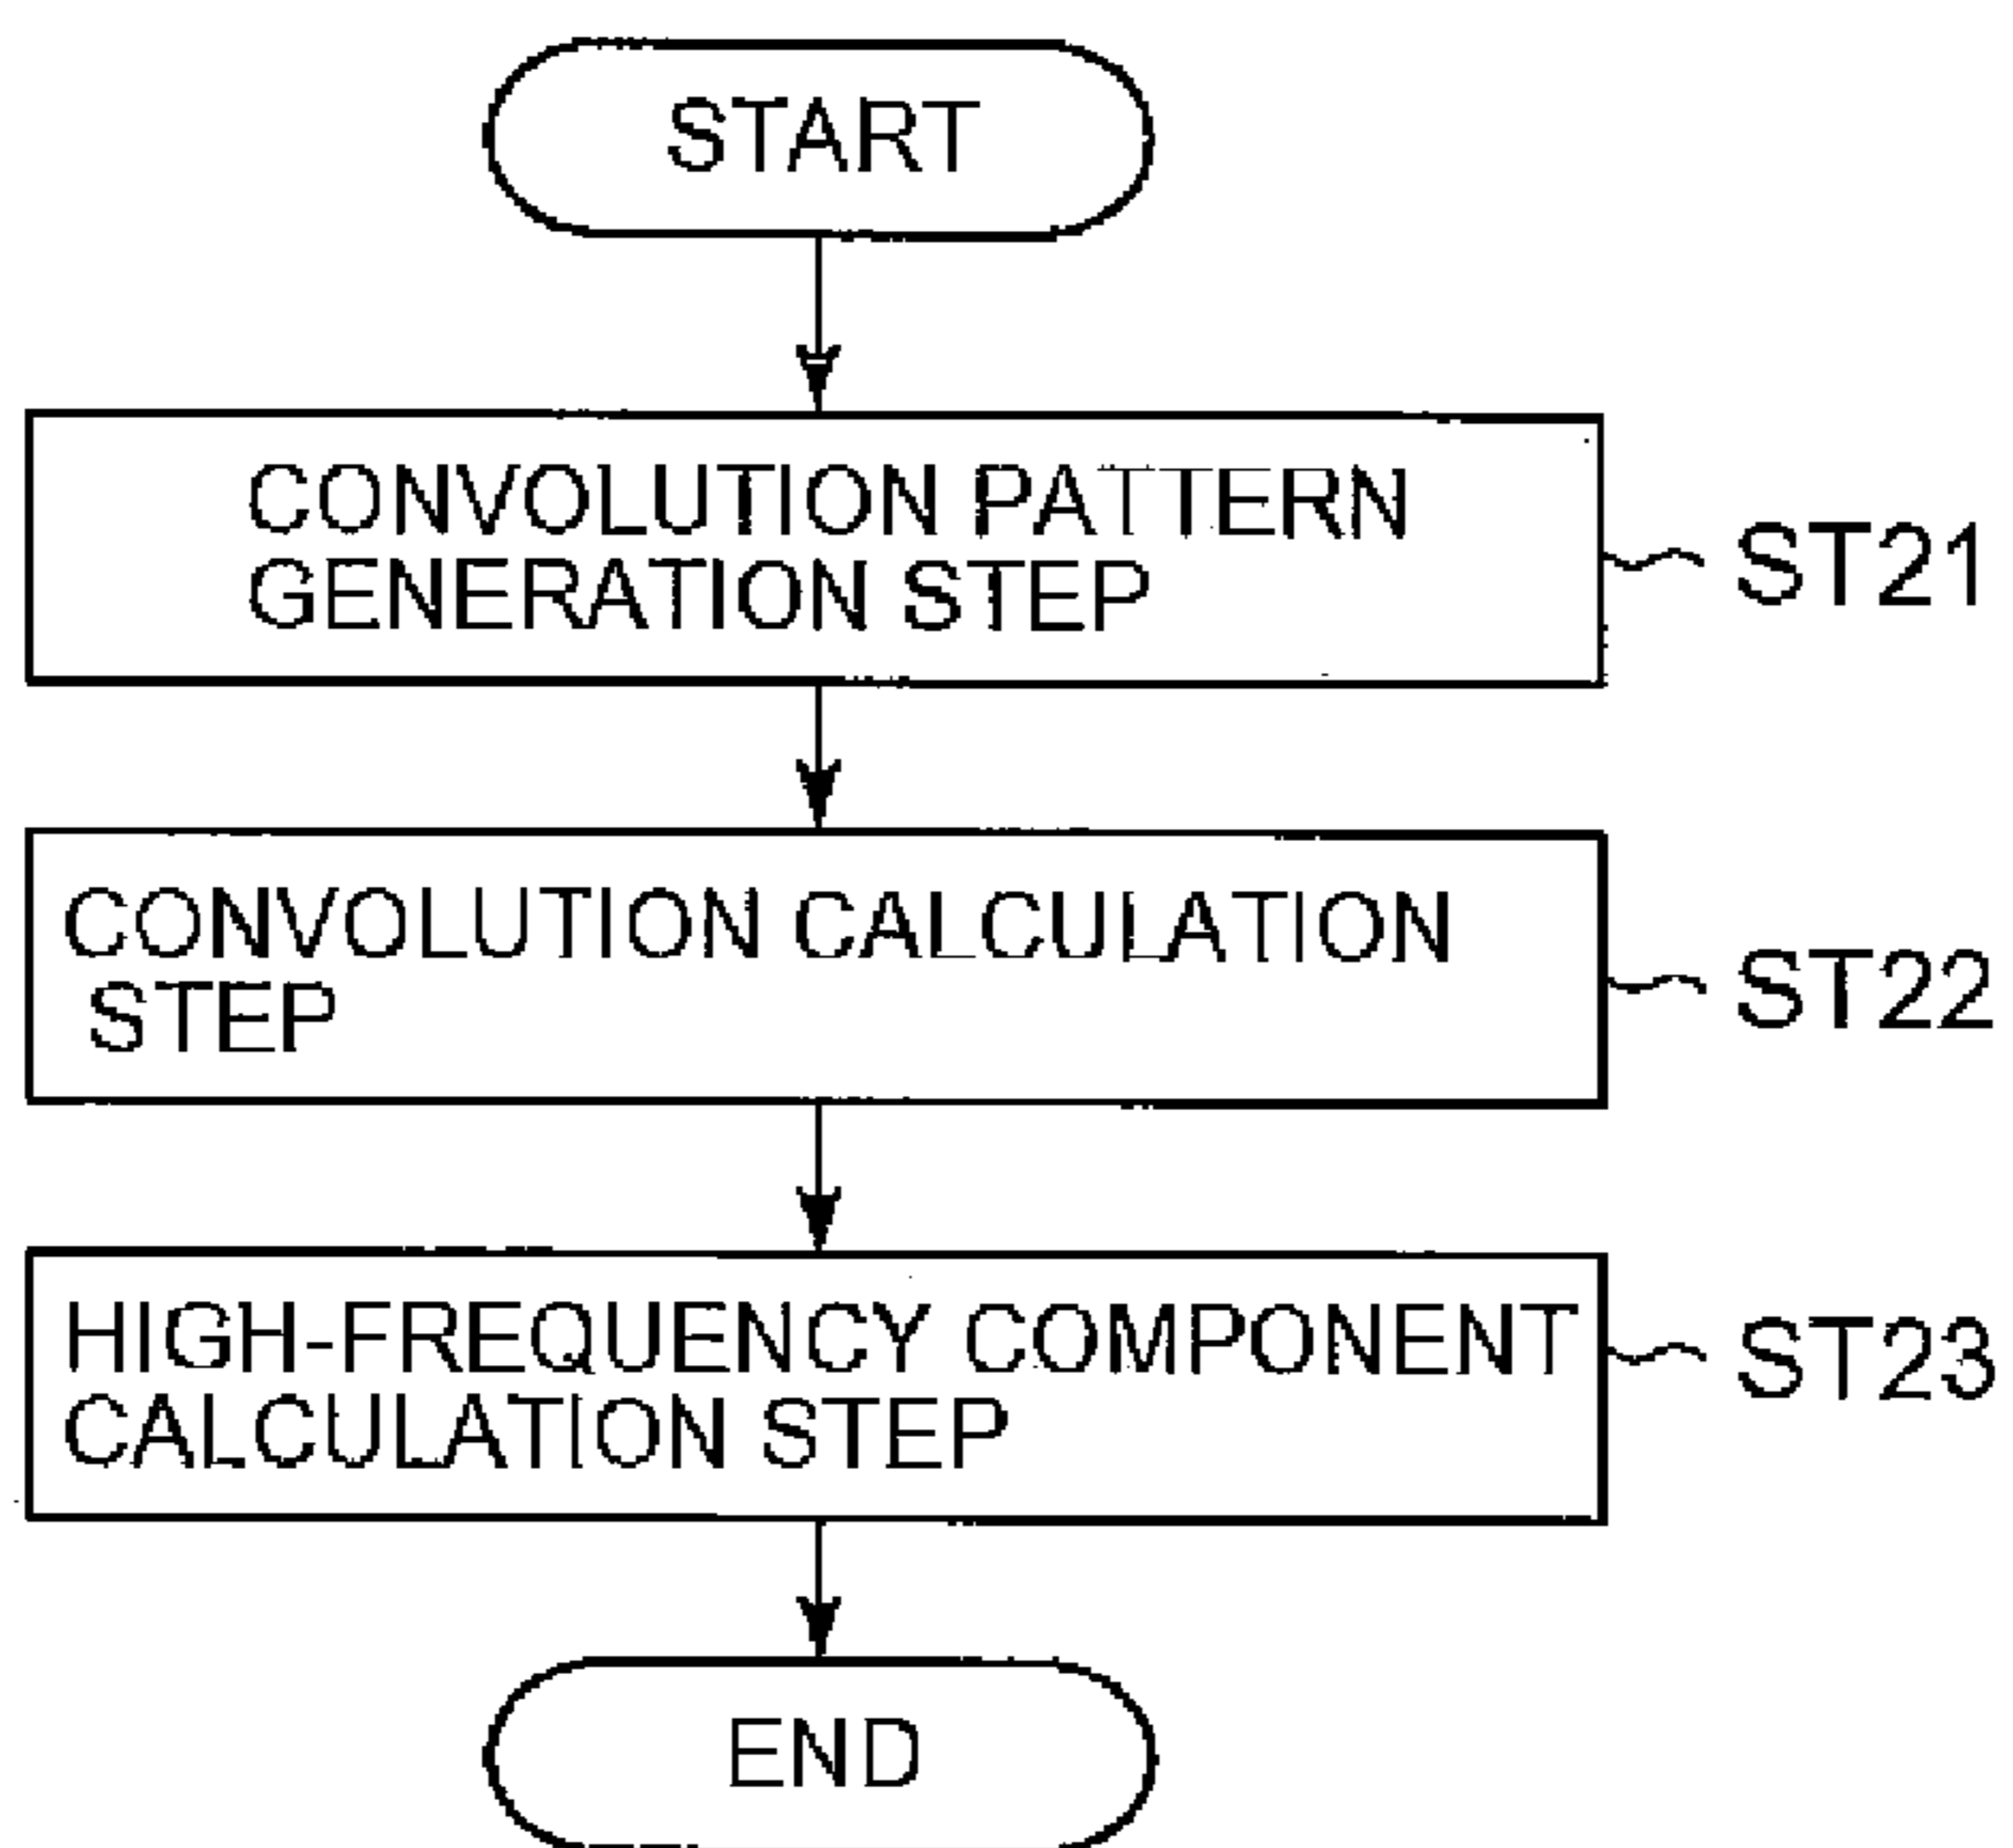 START
CONVOLUTION PATTERN
GENERATION STEP
ST21
CONVOLUTION CALCULATION
STEP
ST22
HIGH-FREQUENCY COMPONENT
CALCULATION STEP
ST23
END